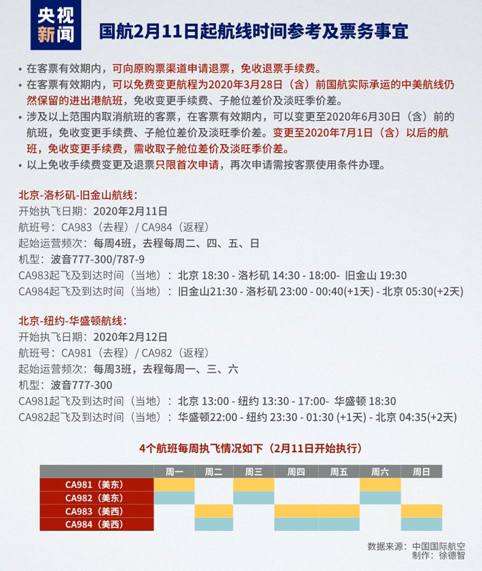 央视
新闻
国航2月11日起航线时间参考及票务事宜
• 在客票有效期内，可向原购票渠道申请退票，免收退票手续费。
• 在客票有效期内，可以免费变更航程为2020年3月28日（含）前国航实际承运的中美航线仍
然保留的进出港航班，免收变更手续费、子舱位差价及淡旺季价差。
• 涉及以上范围内取消航班的客票，在客票有效期内，可以变更至2020年6月30日（含）前的
航班，免收变更手续费、子舱位差价及淡旺季价差。变更至2020年7月1日（含）以后的航
班，免收变更手续费，需收取子舱位差价及淡旺季价差。
• 以上免收手续费变更及退票只限首次申请，再次申请需按客票使用条件办理。
北京-洛杉矶-旧金山航线：
开始执飞日期：2020年2月11日
航班号：CA983（去程）/ CA984（返程）
起始运营频次：每周4班，去程每周二、四、五、日
机型：波音777-300/787-9
CA983起飞及到达时间（当地）：北京 18:30 - 洛杉矶 14:30 - 18:00- 旧金山 19:30
CA984起飞及到达时间（当地）：旧金山21:30 - 洛杉矶 23:00 - 00:40(+1天) - 北京 05:30(+2天)
北京-纽约-华盛顿航线：
开始执飞日期：2020年2月12日
航班号：CA981（去程）/ CA982（返程）
起始运营频次：每周3班，去程每周一、三、六
机型：波音777-300
CA981起飞及到达时间（当地）：北京 13:00 - 纽约 13:30 - 17:00- 华盛顿 18:30
CA982起飞及到达时间（当地）：华盛顿22:00 - 纽约 23:30 - 01:30 (+1天) - 北京 04:35(+2天)
4个航班每周执飞情况如下（2月11日开始执行）
周一 周二 周三 周四 周五 周六 周日
CA981（美东）
CA982（美东）
CA983（美西）
CA984（美西）
数据来源：中国国际航空
制作：徐德智